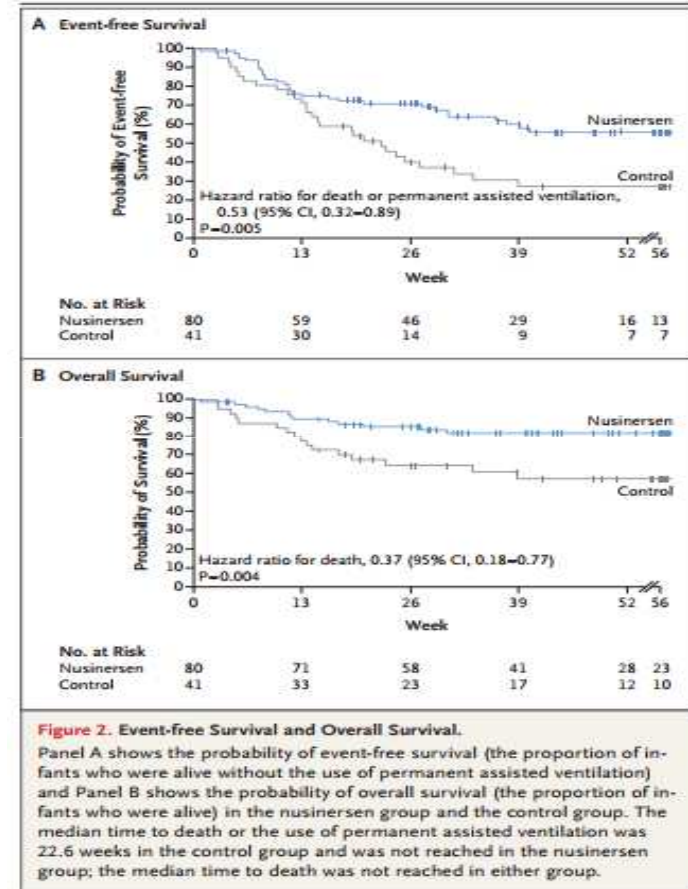 A Event-free Survival
Probability of Event-free
Survival (%)
100
90
80
70
60
50
40
30
20
10
0
Nusinersen
Control
Hazard ratio for death or permanent assisted ventilation,
0.53 (95% CI, 0.32–0.89)
P=0.005
0 13 26 39 52 56
Week
No. at Risk
Nusinersen 80 59 46 29 16 13
Control 41 30 14 9 7 7
B Overall Survival
Probability of Survival (%)
100
90
80
70
60
50
40
30
20
10
0
Nusinersen
Control
Hazard ratio for death, 0.37 (95% CI, 0.18–0.77)
P=0.004
0 13 26 39 52 56
Week
No. at Risk
Nusinersen 80 71 58 41 28 23
Control 41 33 23 17 12 10
Figure 2. Event-free Survival and Overall Survival.
Panel A shows the probability of event-free survival (the proportion of in-
fants who were alive without the use of permanent assisted ventilation)
and Panel B shows the probability of overall survival (the proportion of in-
fants who were alive) in the nusinersen group and the control group. The
median time to death or the use of permanent assisted ventilation was
22.6 weeks in the control group and was not reached in the nusinersen
group; the median time to death was not reached in either group.